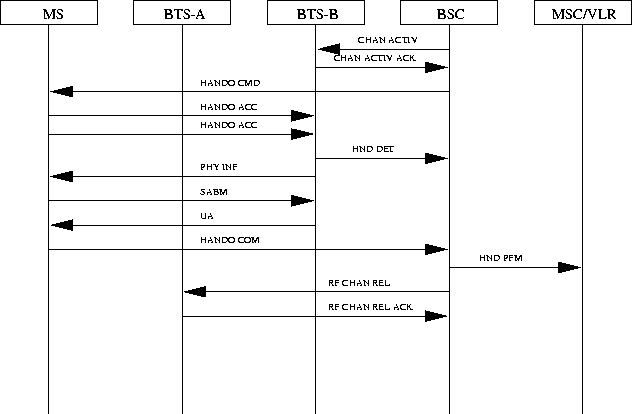 MS BTS-A BTS-B BSC MSC/VLR
CHAN ACTIV
CHAN ACTIV ACK
HANDO CMD
HANDO ACC
HANDO ACC
HND DET
PHY INF
SABM
UA
HANDO COM
HND PFM
RF CHAN REL
RF CHAN REL ACK